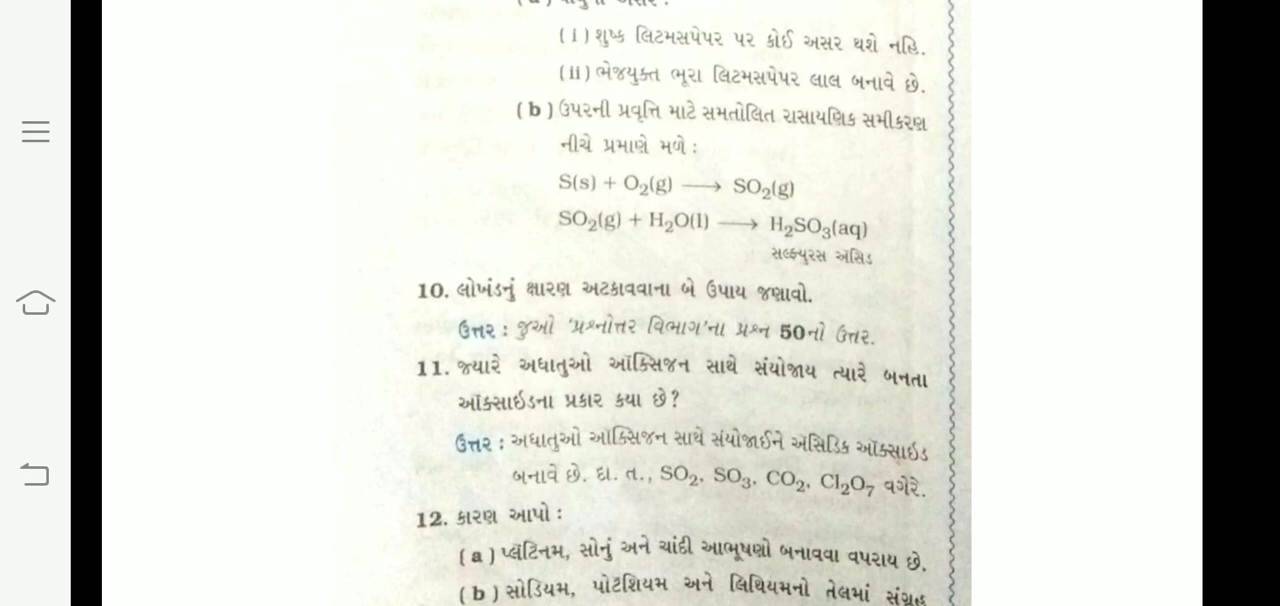 (i) શુષ્ક લિટમસપેપર પર કોઈ અસર થશે નહિ.
(ii) ભેજયુક્ત ભૂરા લિટમસપેપર લાલ બનાવે છે.
(b) ઉપરની પ્રવૃત્તિ માટે સમતોલિત રાસાયણિક સમીકરણ
નીચે પ્રમાણે મળે :
S(s) + O₂(g) ⟶ SO₂(g)
SO₂(g) + H₂O(l) ⟶ H₂SO₃(aq)
સલ્ફ્યુરસ ઍસિડ
10. લોખંડનું ક્ષારણ અટકાવવાના બે ઉપાય જણાવો.
ઉત્તર : જુઓ ‘પ્રશ્નોત્તર વિભાગ’ના પ્રશ્ન 50નો ઉત્તર.
11. જ્યારે અધાતુઓ ઑક્સિજન સાથે સંયોજાય ત્યારે બનતા
ઑક્સાઇડના પ્રકાર કયા છે?
ઉત્તર : અધાતુઓ ઑક્સિજન સાથે સંયોજાઈને ઍસિડિક ઑક્સાઇડ
બનાવે છે. દા. ત., SO₂, SO₃, CO₂, Cl₂O₇ વગેરે.
12. કારણ આપો :
(a) પ્લૅટિનમ, સોનું અને ચાંદી આભૂષણો બનાવવા વપરાય છે.
(b) સોડિયમ, પોટૅશિયમ અને લિથિયમનો તેલમાં સંગ્રહ